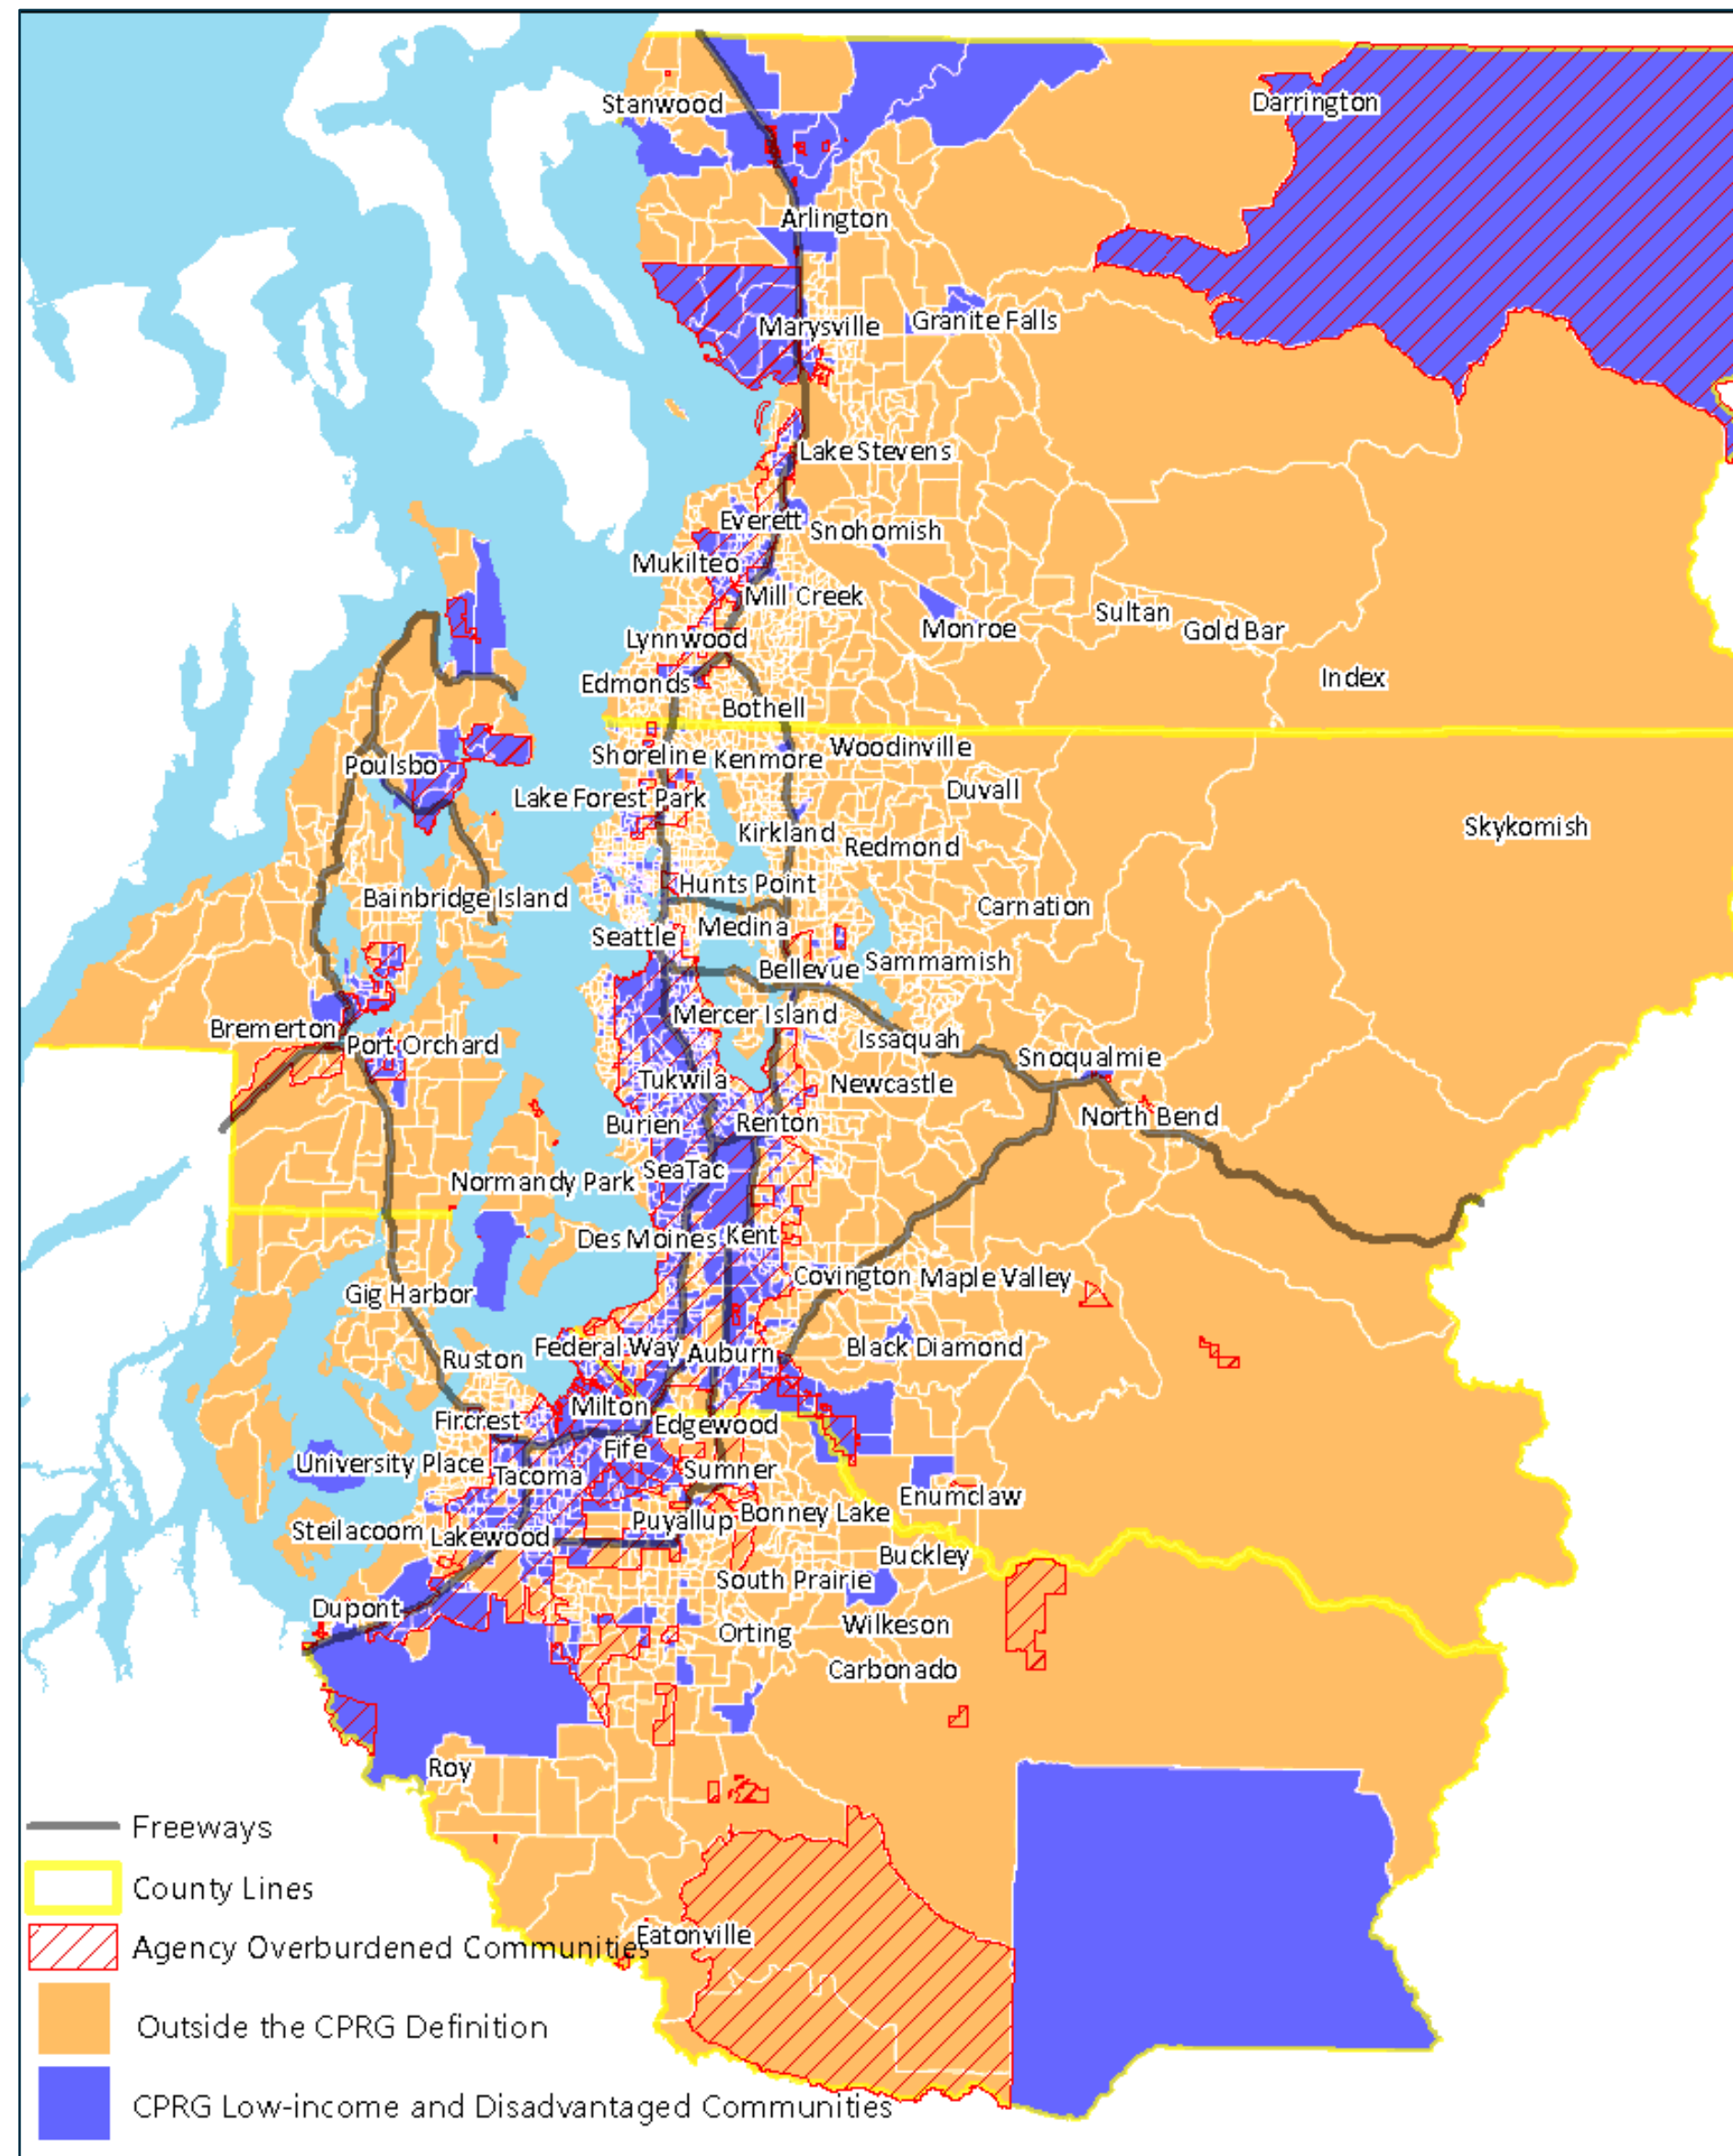 Stanwood
Darrington
Arlington
Marysville
Granite Falls
Lake Stevens
Everett
Snohomish
Mukilteo
Mill Creek
Sultan
Monroe
Gold Bar
Lynnwood
Index
Edmonds
Bothell
Woodinville
Shoreline
Kenmore
Poulsbo
Duvall
Lake Forest Park
Skykomish
Kirkland
Redmond
Hunts Point
Bainbridge Island
Carnation
Medina
Seattle
Bellevue
Sammamish
Mercer Island
Bremerton
Issaquah
Port Orchard
Snoqualmie
Tukwila
Newcastle
North Bend
Burien
Renton
SeaTac
Normandy Park
Des Moines
Kent
Covington
Maple Valley
Gig Harbor
Federal Way
Auburn
Black Diamond
Ruston
Milton
Fircrest
Edgewood
Fife
University Place
Sumner
Tacoma
Enumclaw
Bonney Lake
Puyallup
Steilacoom
Lakewood
Buckley
South Prairie
Dupont
Wilkeson
Orting
Carbonado
Roy
Freeways
County Lines
Eatonville
Agency Overburdened Communities
Outside the CPRG Definition
CPRG Low-income and Disadvantaged Communities